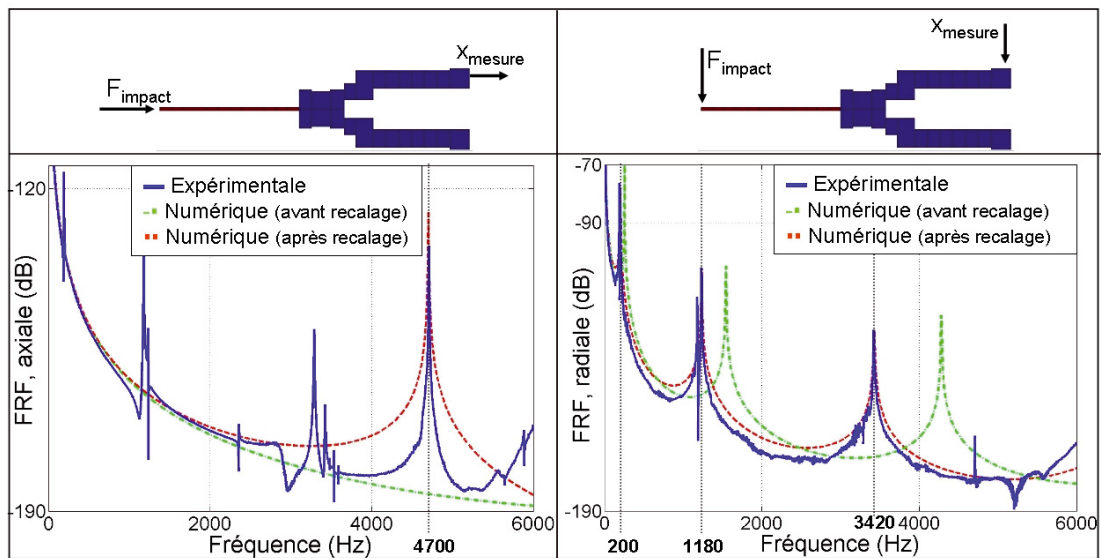 F_impact
X_mesure
F_impact
X_mesure
-120
-190
FRF, axiale (dB)
Expérimentale
Numérique (avant recalage)
Numérique (après recalage)
0
2000
4000
6000
Fréquence (Hz)
4700
-70
-90
-190
FRF, radiale (dB)
Expérimentale
Numérique (avant recalage)
Numérique (après recalage)
0
2000
4000
6000
3420
Fréquence (Hz)
200
1180